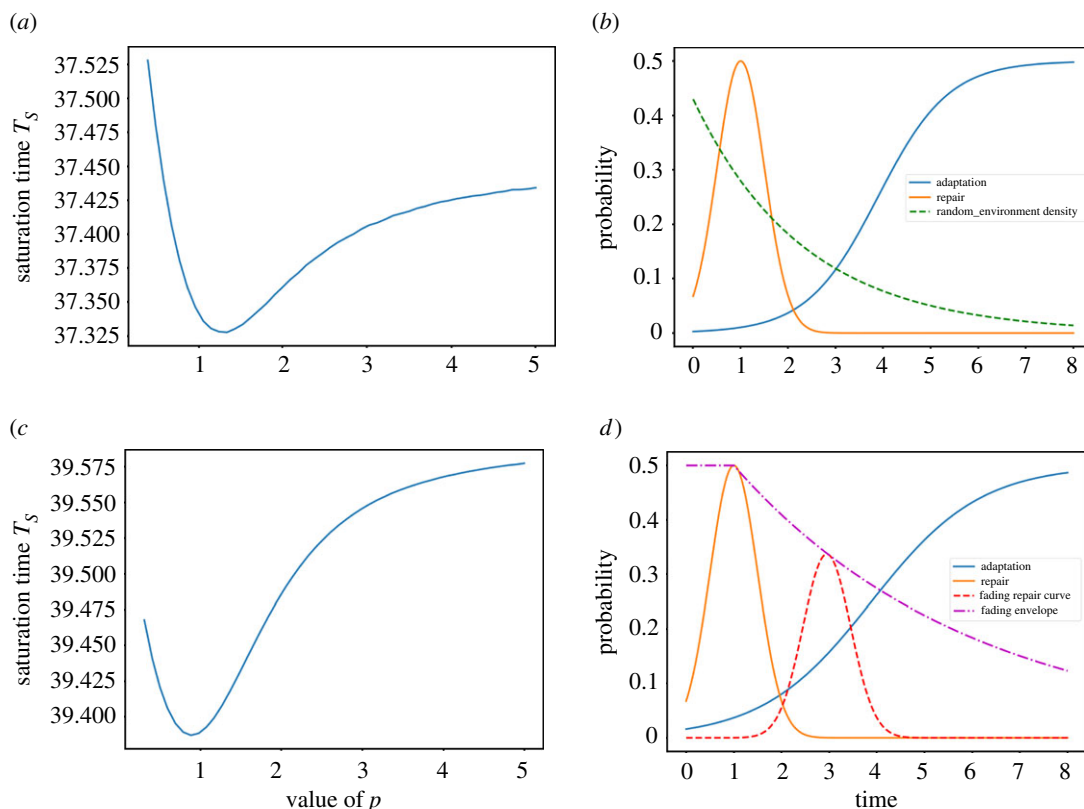 (a)
saturation time T_S
37.525
37.500
37.475
37.450
37.425
37.400
37.375
37.350
37.325
1 2 3 4 5
(b)
probability
0.5
0.4
0.3
0.2
0.1
0
adaptation
repair
random_environment density
0 1 2 3 4 5 6 7 8
(c
saturation time T_S
39.575
39.550
39.525
39.500
39.475
39.450
39.425
39.400
1 2 3 4 5
value of p
d)
probability
0.5
0.4
0.3
0.2
0.1
0
adaptation
repair
fading repair curve
fading envelope
0 1 2 3 4 5 6 7 8
time